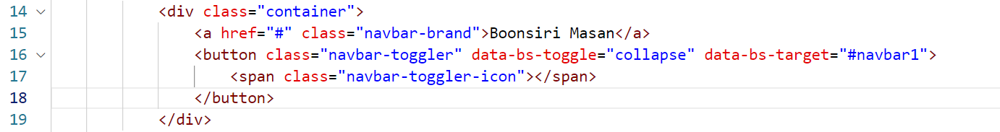 14 <div class="container">
15 <a href="#" class="navbar-brand">Boonsiri Masan</a>
16 <button class="navbar-toggler" data-bs-toggle="collapse" data-bs-target="#navbar1">
17 <span class="navbar-toggler-icon"></span>
18 </button>
19 </div>